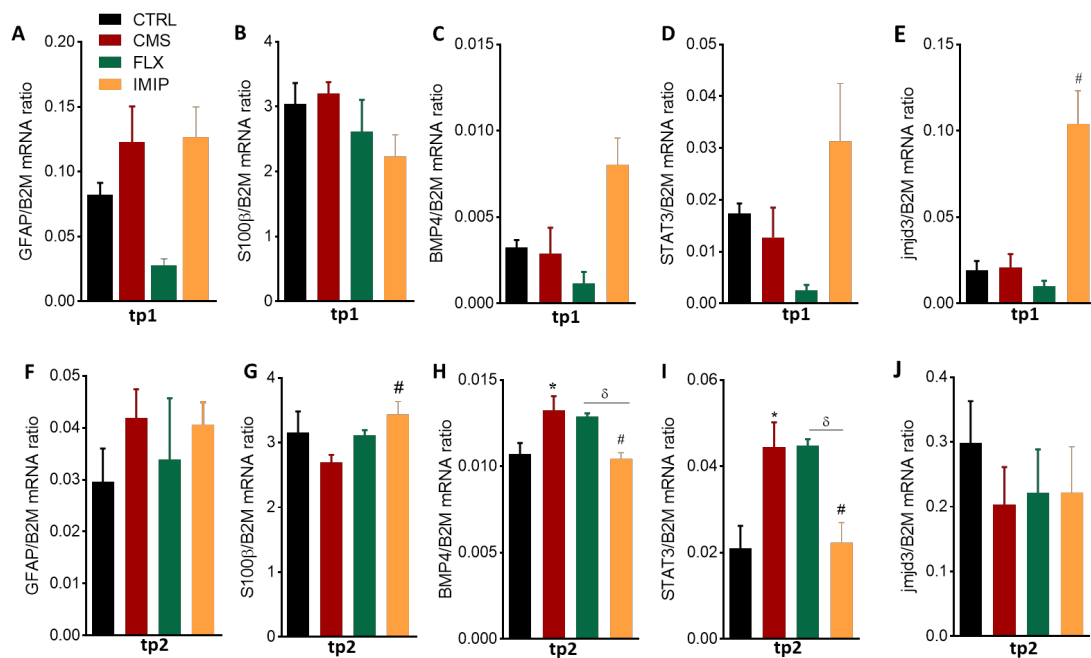 CTRL
CMS
FLX
IMIP
A
GFAP/B2M mRNA ratio
0.20
0.15
0.10
0.05
0.00
tp1
B
S100β/B2M mRNA ratio
4
3
2
1
0
tp1
C
BMP4/B2M mRNA ratio
0.015
0.010
0.005
0.000
tp1
D
STAT3/B2M mRNA ratio
0.05
0.04
0.03
0.02
0.01
0.00
tp1
E
jmjd3/B2M mRNA ratio
0.15
0.10
0.05
0.00
#
tp1
F
GFAP/B2M mRNA ratio
0.05
0.04
0.03
0.04
0.01
0.00
tp2
G
S100β/B2M mRNA ratio
4
3
2
1
0
#
tp2
H
BMP4/B2M mRNA ratio
0.015
0.010
0.005
0.000
*
δ
#
tp2
I
STAT3/B2M mRNA ratio
0.06
0.04
0.02
0.00
*
δ
#
tp2
J
jmjd3/B2M mRNA ratio
0.4
0.3
0.2
0.1
0.0
tp2